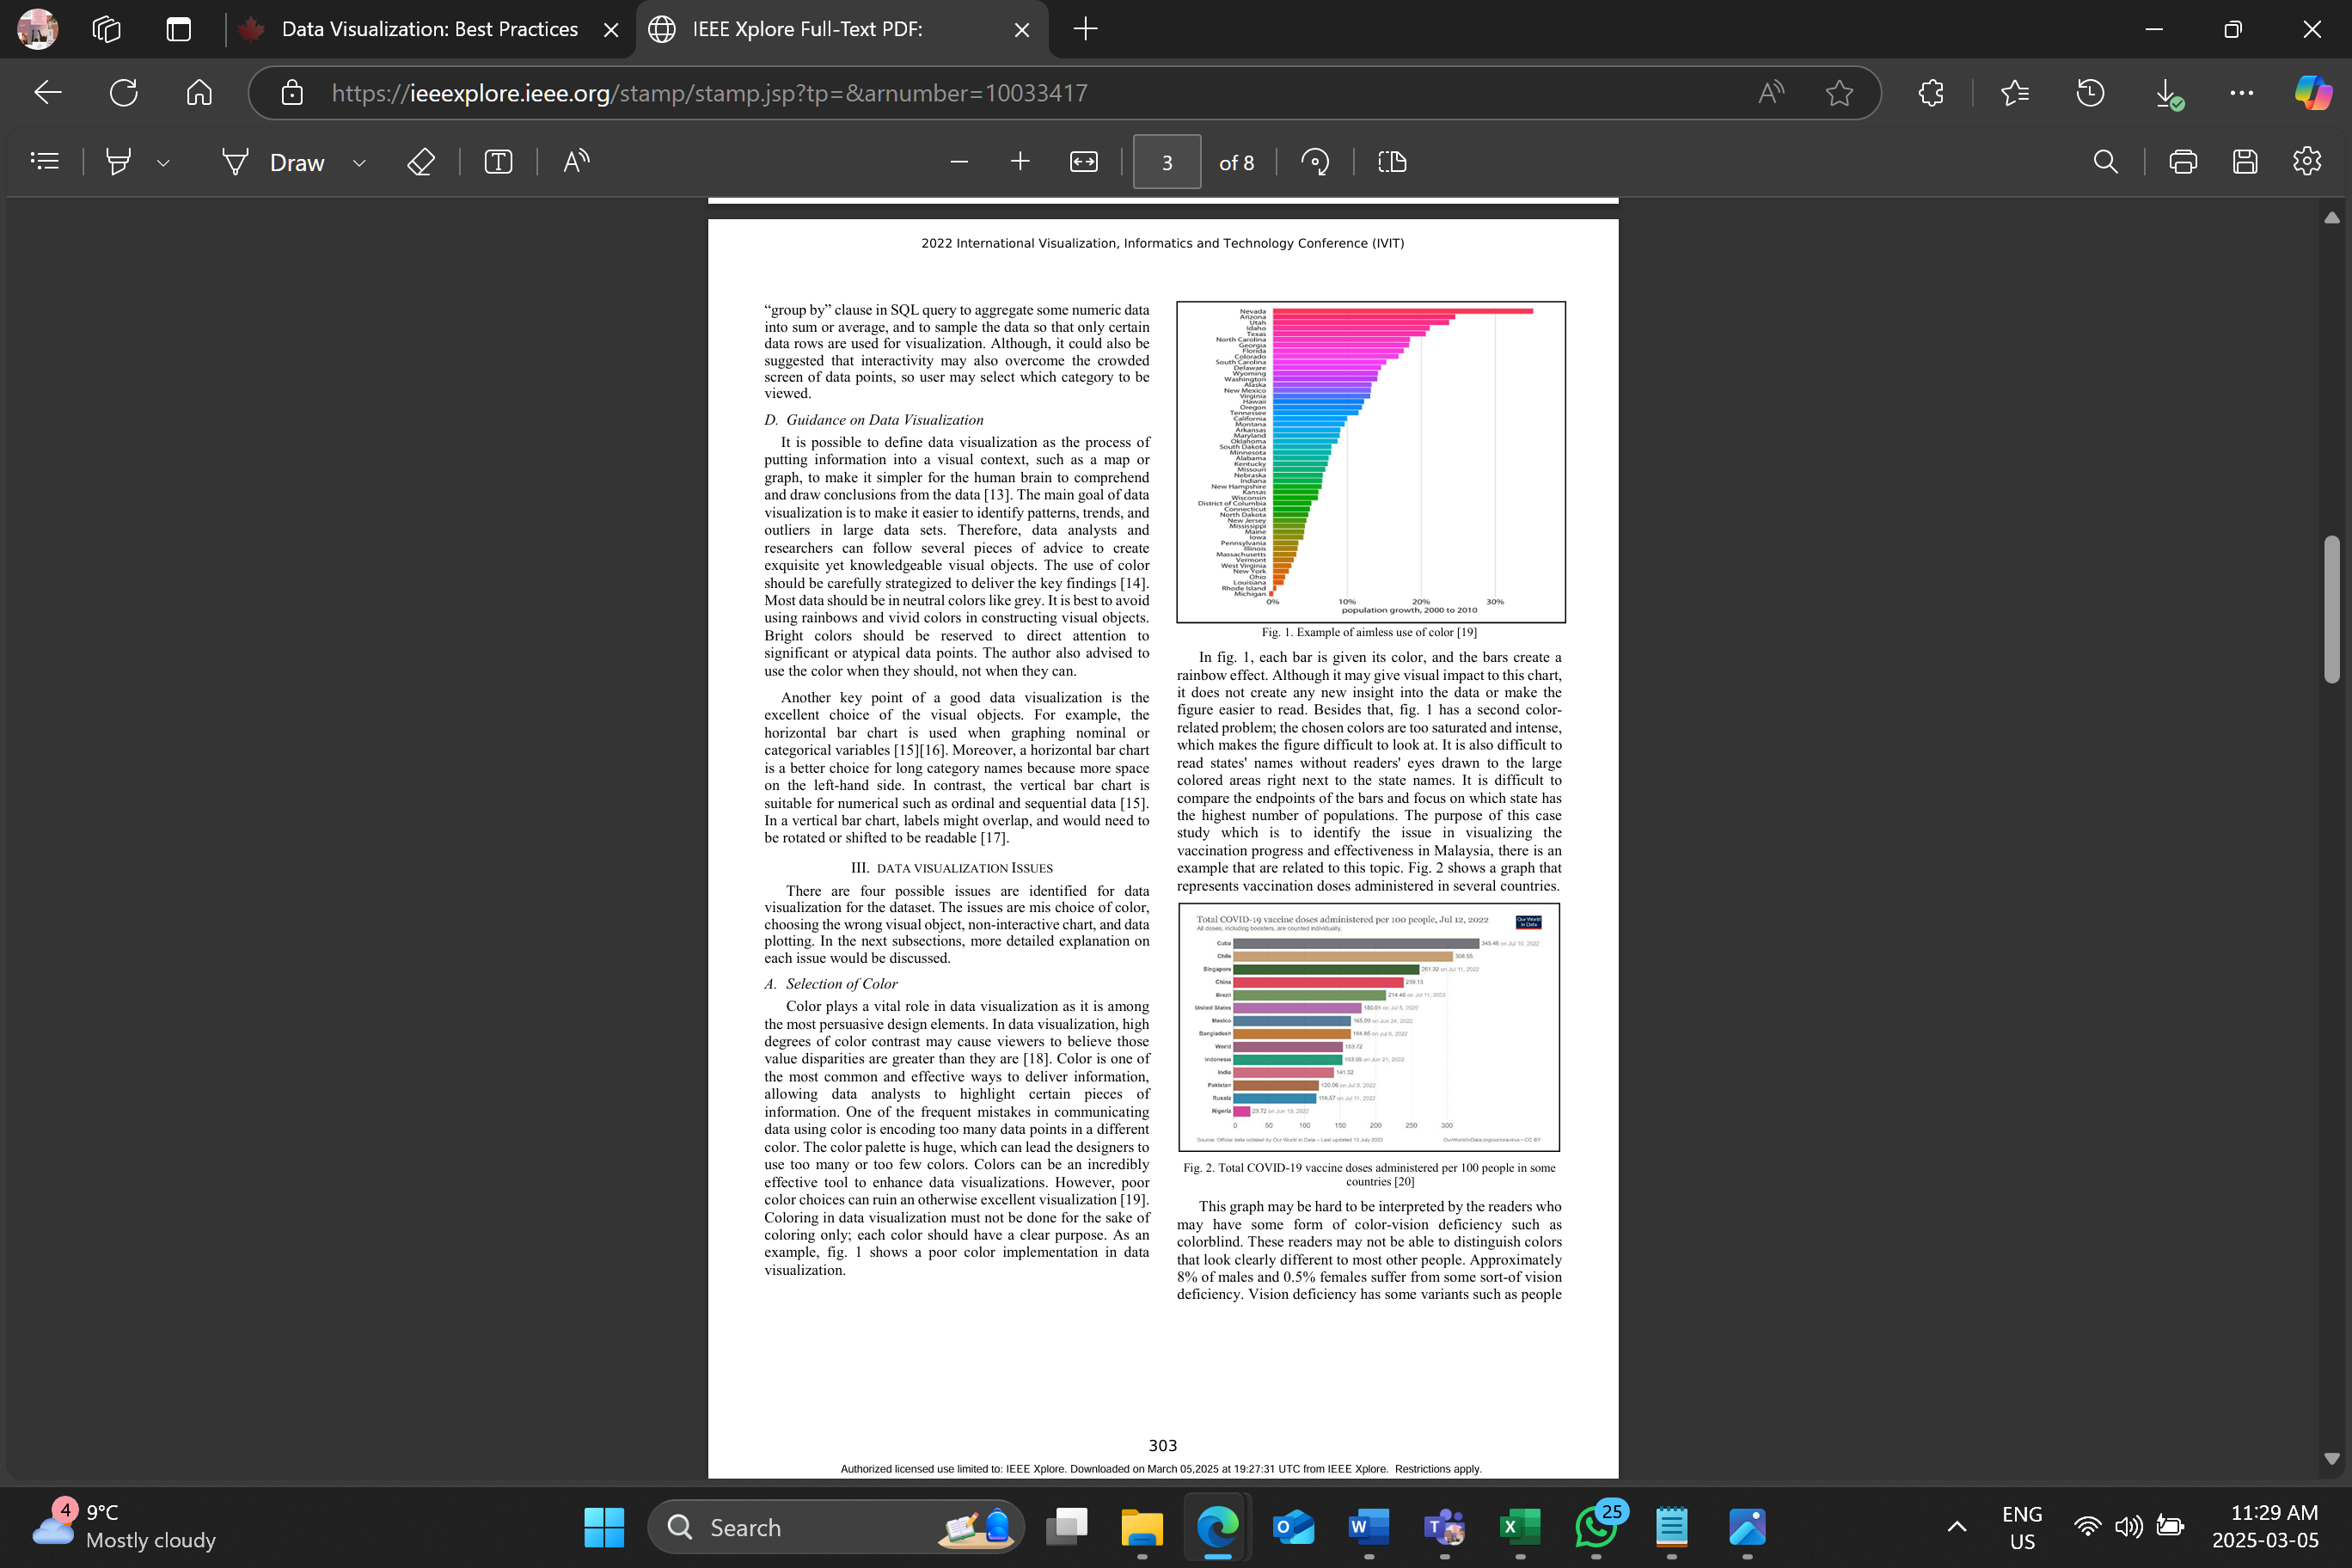 Data Visualization: Best Practices
IEEE Xplore Full-Text PDF:
https://ieeexplore.ieee.org/stamp/stamp.jsp?tp=&arnumber=10033417
Draw
3
of 8
2022 International Visualization, Informatics and Technology Conference (IVIT)
“group by” clause in SQL query to aggregate some numeric data
into sum or average, and to sample the data so that only certain
data rows are used for visualization. Although, it could also be
suggested that interactivity may also overcome the crowded
screen of data points, so user may select which category to be
viewed.
D. Guidance on Data Visualization
It is possible to define data visualization as the process of
putting information into a visual context, such as a map or
graph, to make it simpler for the human brain to comprehend
and draw conclusions from the data [13]. The main goal of data
visualization is to make it easier to identify patterns, trends, and
outliers in large data sets. Therefore, data analysts and
researchers can follow several pieces of advice to create
exquisite yet knowledgeable visual objects. The use of color
should be carefully strategized to deliver the key findings [14].
Most data should be in neutral colors like grey. It is best to avoid
using rainbows and vivid colors in constructing visual objects.
Bright colors should be reserved to direct attention to
significant or atypical data points. The author also advised to
use the color when they should, not when they can.
Another key point of a good data visualization is the
excellent choice of the visual objects. For example, the
horizontal bar chart is used when graphing nominal or
categorical variables [15][16]. Moreover, a horizontal bar chart
is a better choice for long category names because more space
on the left-hand side. In contrast, the vertical bar chart is
suitable for numerical such as ordinal and sequential data [15].
In a vertical bar chart, labels might overlap, and would need to
be rotated or shifted to be readable [17].
III. DATA VISUALIZATION ISSUES
There are four possible issues are identified for data
visualization for the dataset. The issues are mis choice of color,
choosing the wrong visual object, non-interactive chart, and data
plotting. In the next subsections, more detailed explanation on
each issue would be discussed.
A. Selection of Color
Color plays a vital role in data visualization as it is among
the most persuasive design elements. In data visualization, high
degrees of color contrast may cause viewers to believe those
value disparities are greater than they are [18]. Color is one of
the most common and effective ways to deliver information,
allowing data analysts to highlight certain pieces of
information. One of the frequent mistakes in communicating
data using color is encoding too many data points in a different
color. The color palette is huge, which can lead the designers to
use too many or too few colors. Colors can be an incredibly
effective tool to enhance data visualizations. However, poor
color choices can ruin an otherwise excellent visualization [19].
Coloring in data visualization must not be done for the sake of
coloring only; each color should have a clear purpose. As an
example, fig. 1 shows a poor color implementation in data
visualization.
Nevada
Arizona
Utah
Idaho
Texas
North Carolina
Georgia
Florida
Colorado
South Carolina
Delaware
Wyoming
Washington
Alaska
New Mexico
Virginia
Hawaii
Oregon
Tennessee
California
Montana
Arkansas
Maryland
Oklahoma
South Dakota
Minnesota
Alabama
Kentucky
Missouri
Nebraska
Indiana
New Hampshire
Kansas
Wisconsin
District of Columbia
Connecticut
North Dakota
New Jersey
Mississippi
Maine
Iowa
Pennsylvania
Illinois
Massachusetts
Vermont
West Virginia
New York
Ohio
Louisiana
Rhode Island
Michigan
0% 10% 20% 30%
population growth, 2000 to 2010
Fig. 1. Example of aimless use of color [19]
In fig. 1, each bar is given its color, and the bars create a
rainbow effect. Although it may give visual impact to this chart,
it does not create any new insight into the data or make the
figure easier to read. Besides that, fig. 1 has a second color-
related problem; the chosen colors are too saturated and intense,
which makes the figure difficult to look at. It is also difficult to
read states' names without readers' eyes drawn to the large
colored areas right next to the state names. It is difficult to
compare the endpoints of the bars and focus on which state has
the highest number of populations. The purpose of this case
study which is to identify the issue in visualizing the
vaccination progress and effectiveness in Malaysia, there is an
example that are related to this topic. Fig. 2 shows a graph that
represents vaccination doses administered in several countries.
Total COVID-19 vaccine doses administered per 100 people, Jul 12, 2022
All doses, including boosters, are counted individually.
Our World
in Data
Cuba 345.46 on Jul 10, 2022
Chile 308.55
Singapore 261.32 on Jul 11, 2022
China 239.13
Brazil 214.46 on Jul 11, 2022
United States 180.01 on Jul 5, 2022
Mexico 165.09 on Jun 24, 2022
Bangladesh 164.65 on Jul 5, 2022
World 153.72
Indonesia 153.05 on Jun 21, 2022
India 141.32
Pakistan 120.06 on Jul 9, 2022
Russia 116.57 on Jul 11, 2022
Nigeria 23.72 on Jun 19, 2022
0 50 100 150 200 250 300
Source: Official data collated by Our World in Data – Last updated 13 July 2022
OurWorldInData.org/coronavirus • CC BY
Fig. 2. Total COVID-19 vaccine doses administered per 100 people in some
countries [20]
This graph may be hard to be interpreted by the readers who
may have some form of color-vision deficiency such as
colorblind. These readers may not be able to distinguish colors
that look clearly different to most other people. Approximately
8% of males and 0.5% females suffer from some sort-of vision
deficiency. Vision deficiency has some variants such as people
303
Authorized licensed use limited to: IEEE Xplore. Downloaded on March 05,2025 at 19:27:31 UTC from IEEE Xplore. Restrictions apply.
4
9°C
Mostly cloudy
Search
25
ENG
US
11:29 AM
2025-03-05